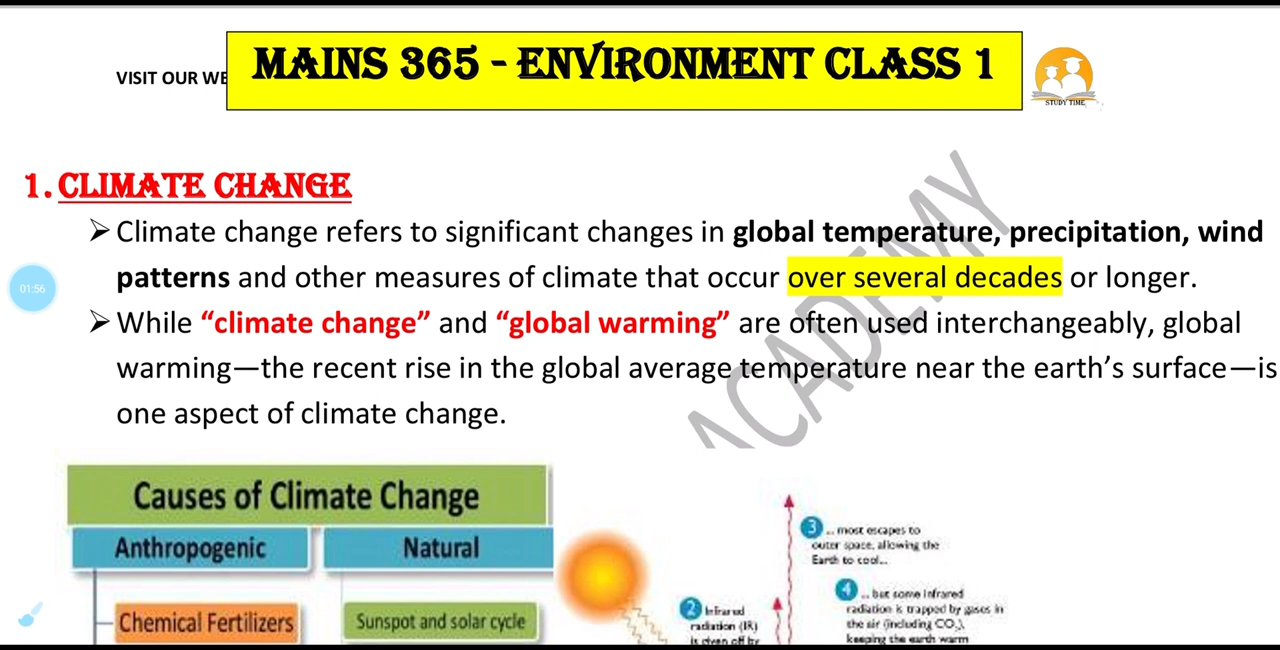 VISIT OUR WE
MAINS 365 - ENVIRONMENT CLASS 1
STUDY TIME
1. CLIMATE CHANGE
➢ Climate change refers to significant changes in global temperature, precipitation, wind
patterns and other measures of climate that occur over several decades or longer.
01:56
➢ While “climate change” and “global warming” are often used interchangeably, global
warming—the recent rise in the global average temperature near the earth’s surface—is
one aspect of climate change.
ACADEMY
Causes of Climate Change
Anthropogenic
Natural
Chemical Fertilizers
Sunspot and solar cycle
2 Infrared
radiation (IR)
is given off by
3 ... most escapes to
outer space, allowing the
Earth to cool...
4 ... but some infrared
radiation is trapped by gases in
the air (including CO₂),
keeping the earth warm